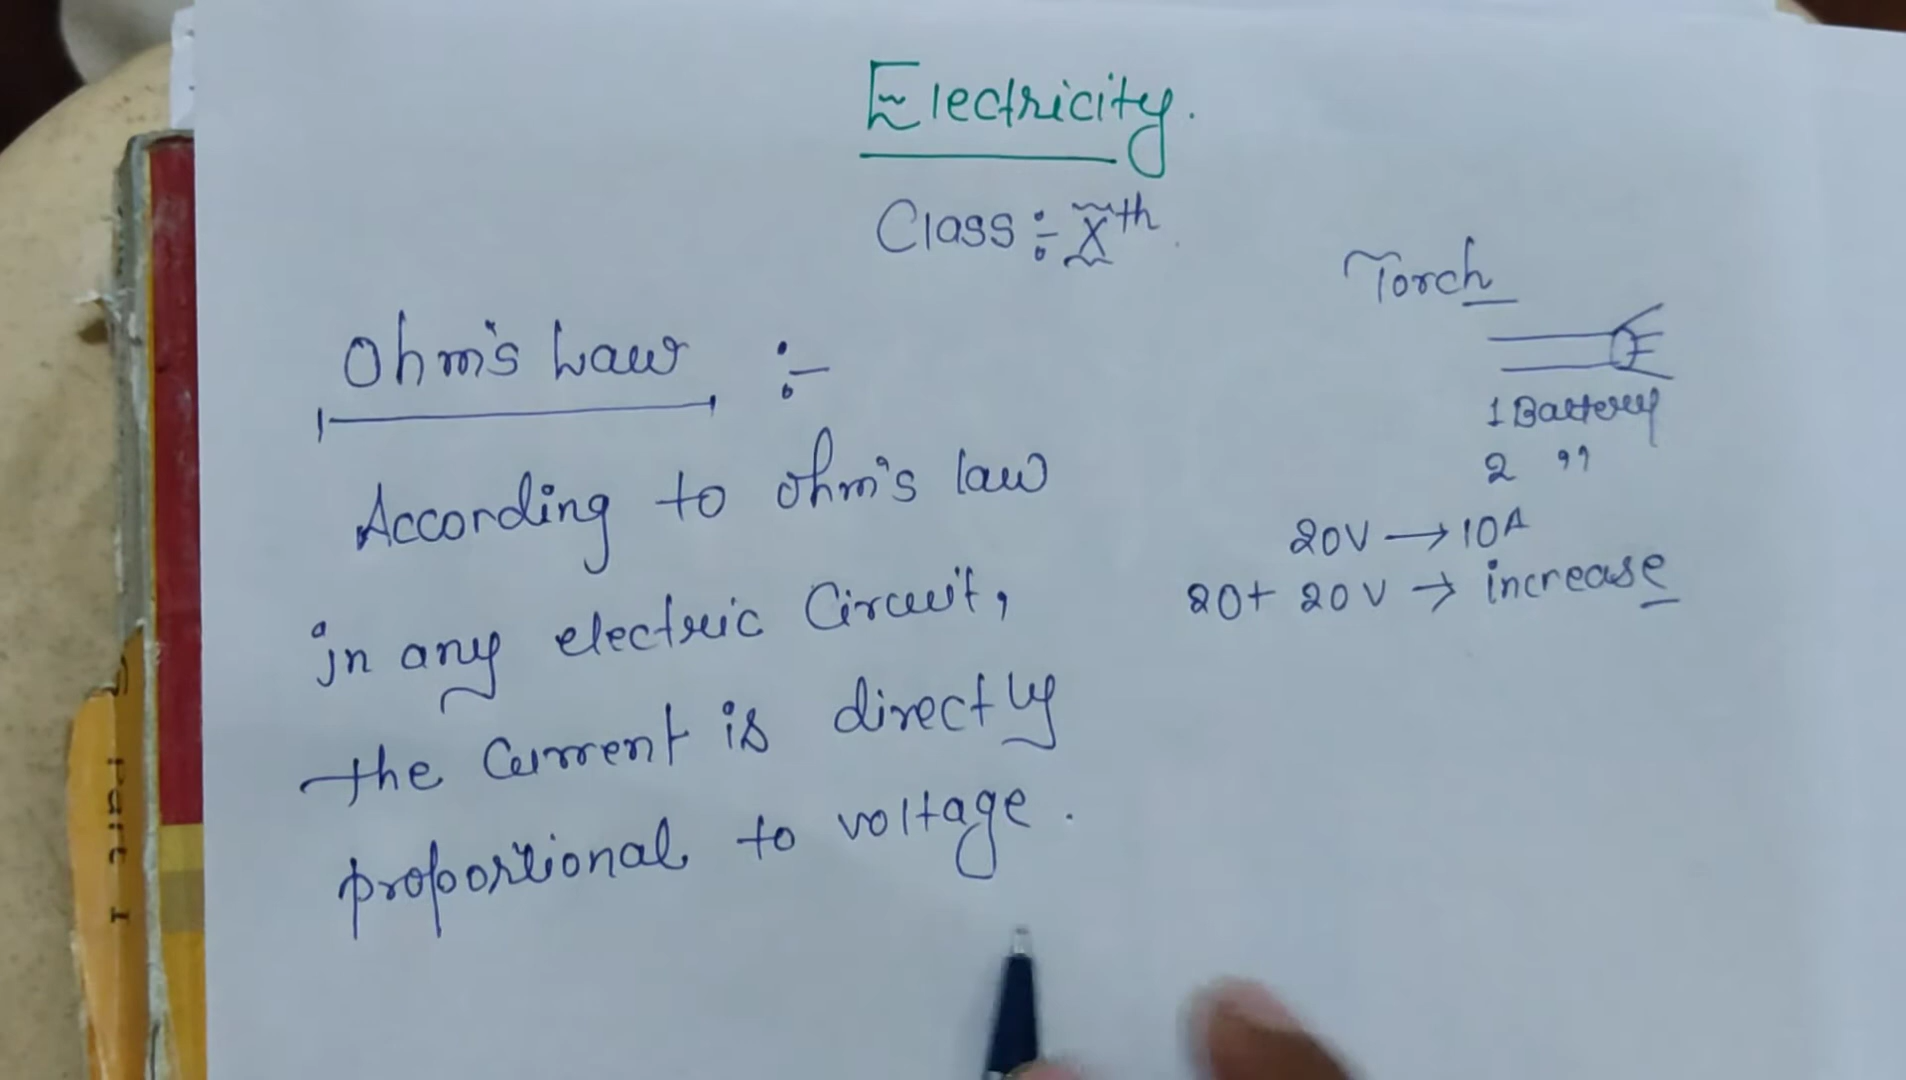 Electricity.
Class :- Xth
Ohm's Law :-
According to ohm's law
in any electric Circuit,
the Current is directly
proportional to voltage.
Torch
1 Battery
2 "
20V → 10A
20+ 20V → increase
Part I